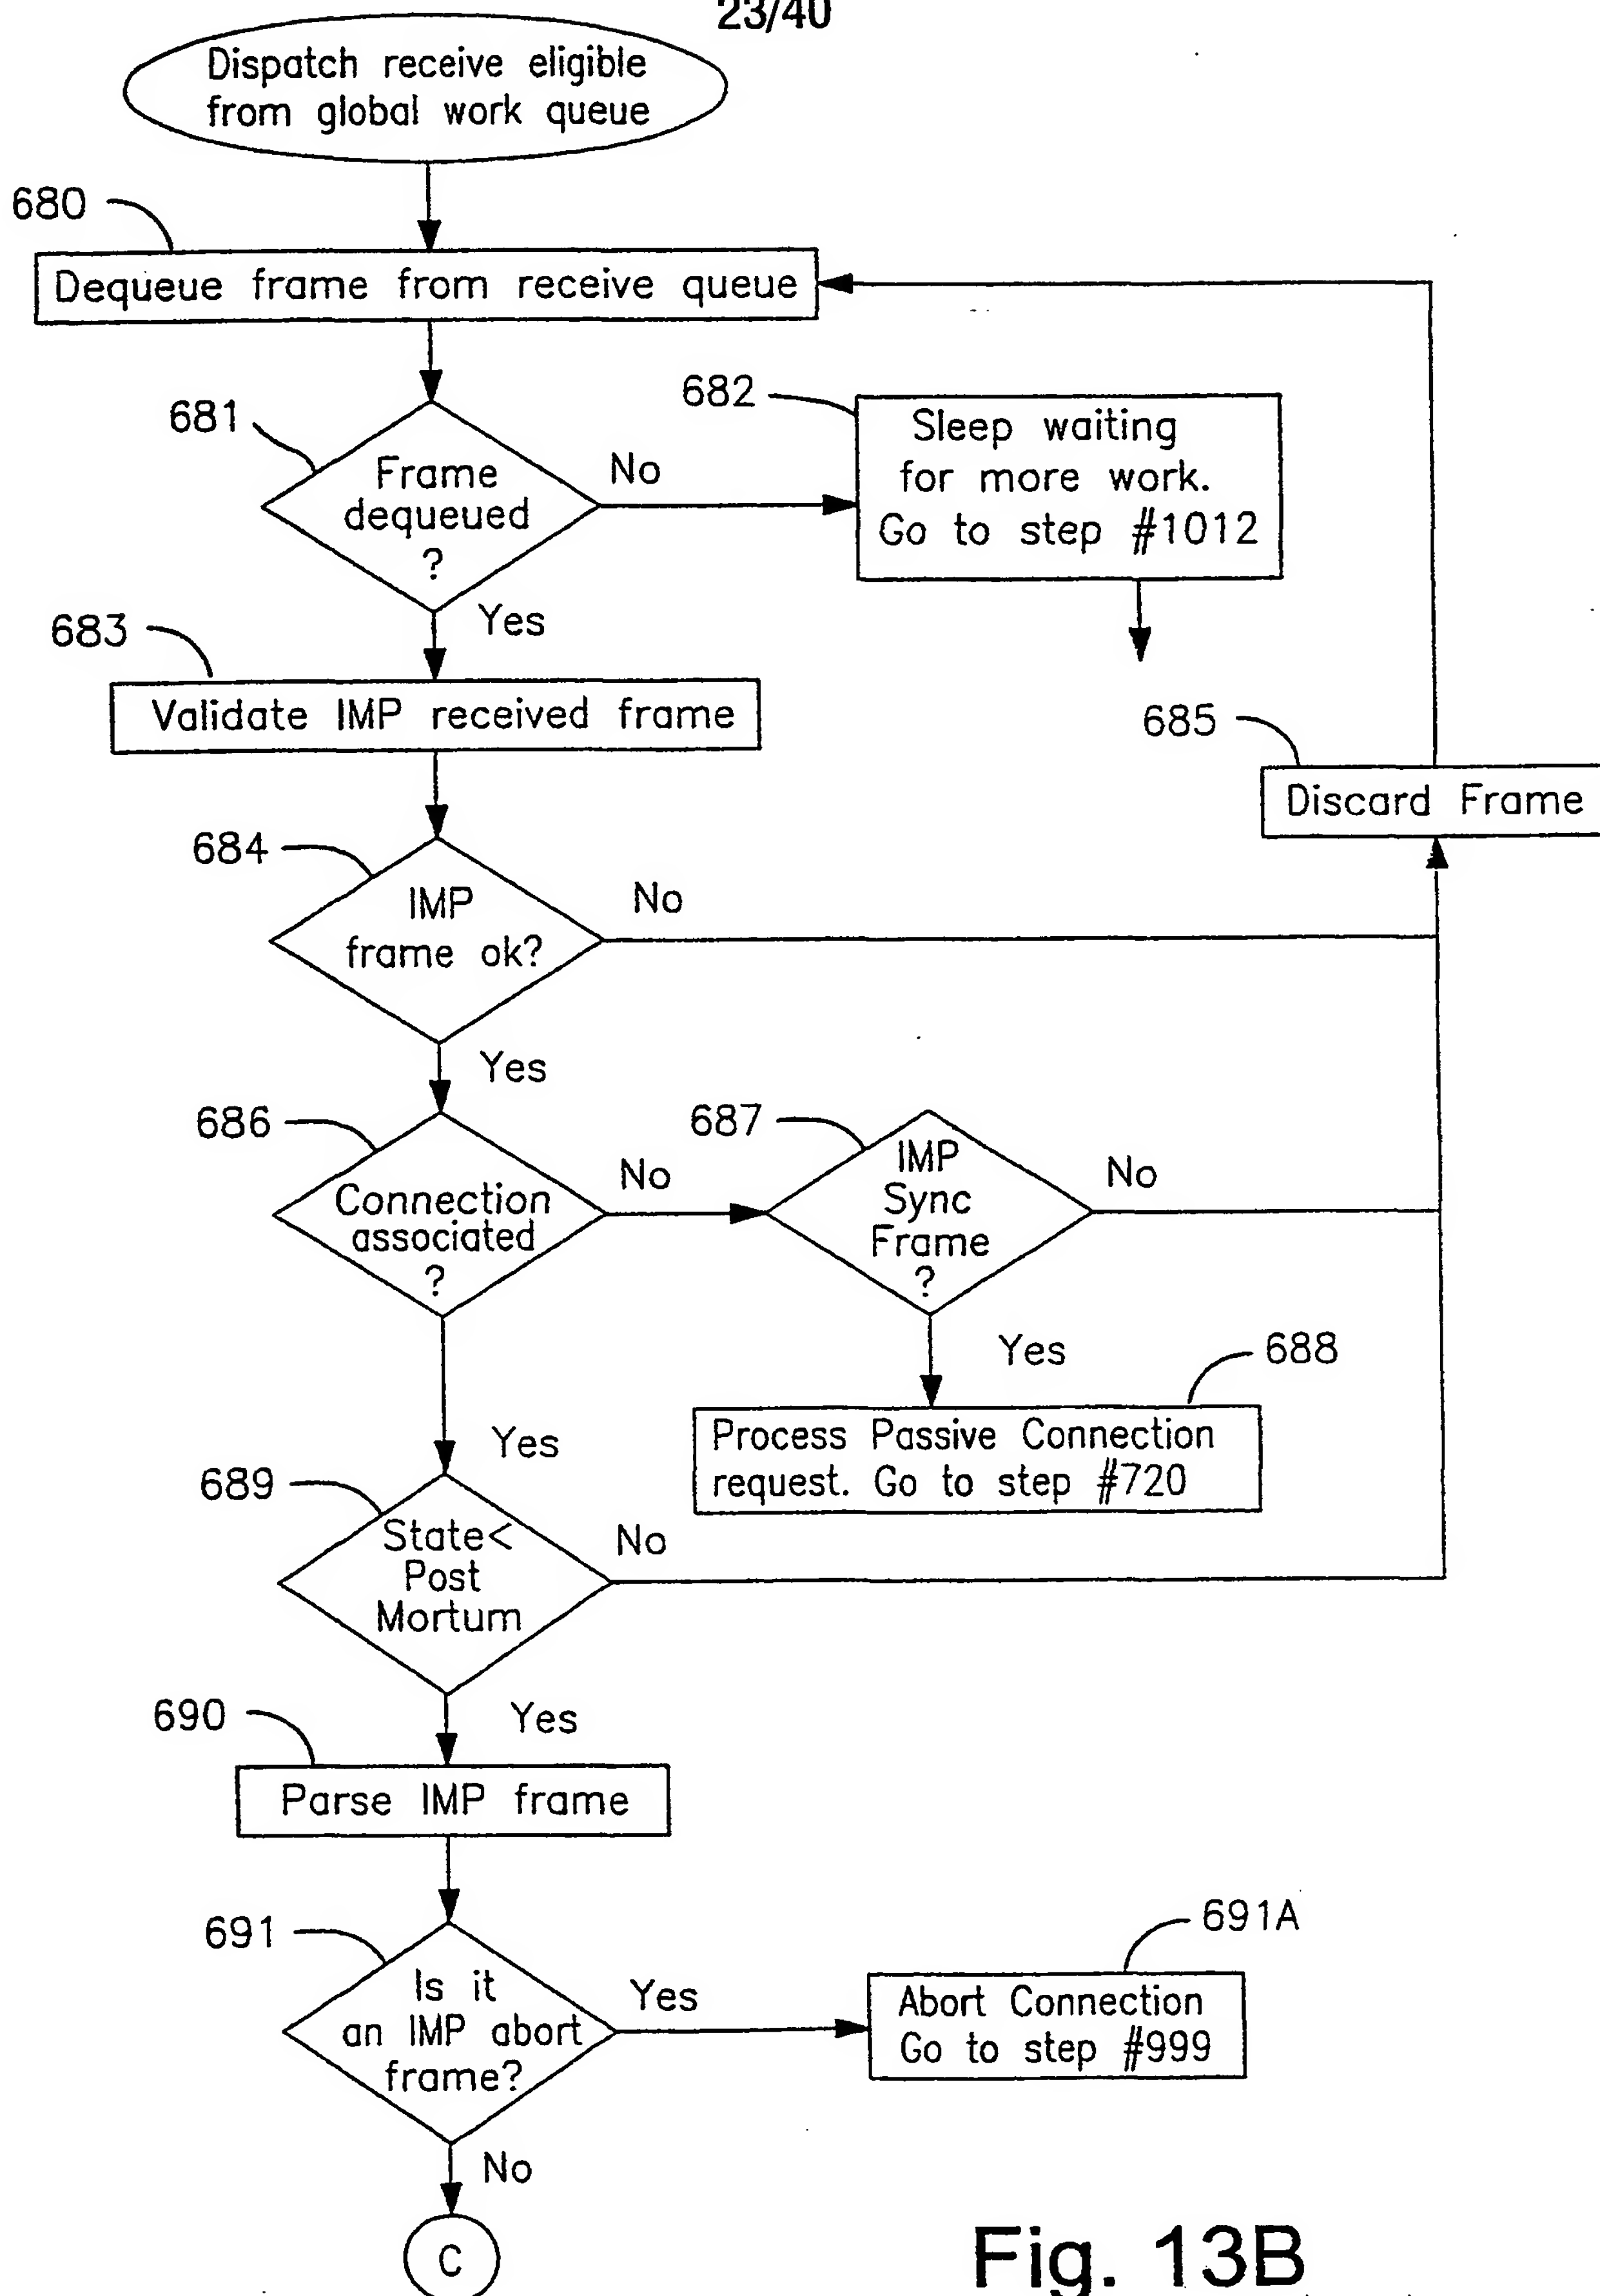 23/40
Dispatch receive eligible
from global work queue
680
Dequeue frame from receive queue
681
Frame
dequeued
?
No
682
Sleep waiting
for more work.
Go to step #1012
Yes
683
Validate IMP received frame
685
Discard Frame
684
IMP
frame ok?
No
Yes
686
Connection
associated
?
No
687
IMP
Sync
Frame
?
No
Yes
688
Process Passive Connection
request. Go to step #720
Yes
689
State<
Post
Mortum
No
Yes
690
Parse IMP frame
691
Is it
an IMP abort
frame?
Yes
691A
Abort Connection
Go to step #999
No
C
Fig. 13B